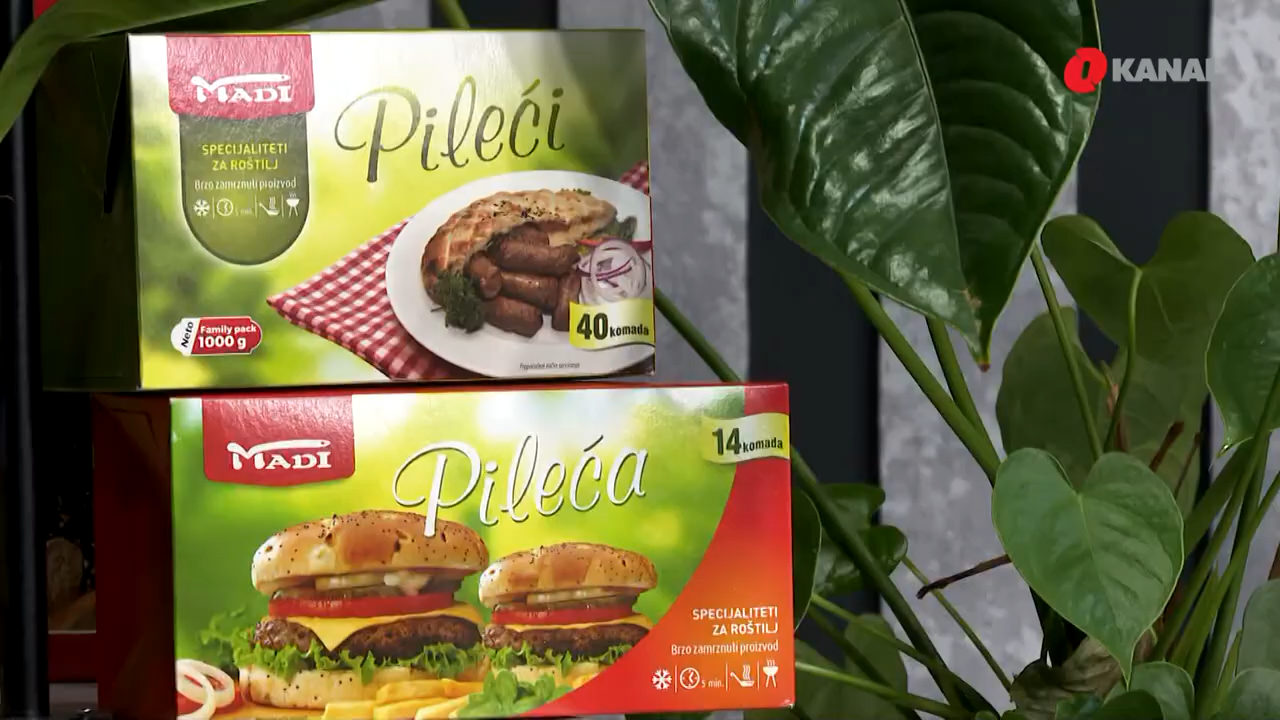 MADI
Pileći
SPECIJALITETI
ZA ROŠTILJ
Brzo zamrznuti proizvod
Neto
Family pack
1000 g
40 komada
O KANAL
MADI
Pileća
14 komada
SPECIJALITETI
ZA ROŠTILJ
Brzo zamrznuti proizvod
5 min.